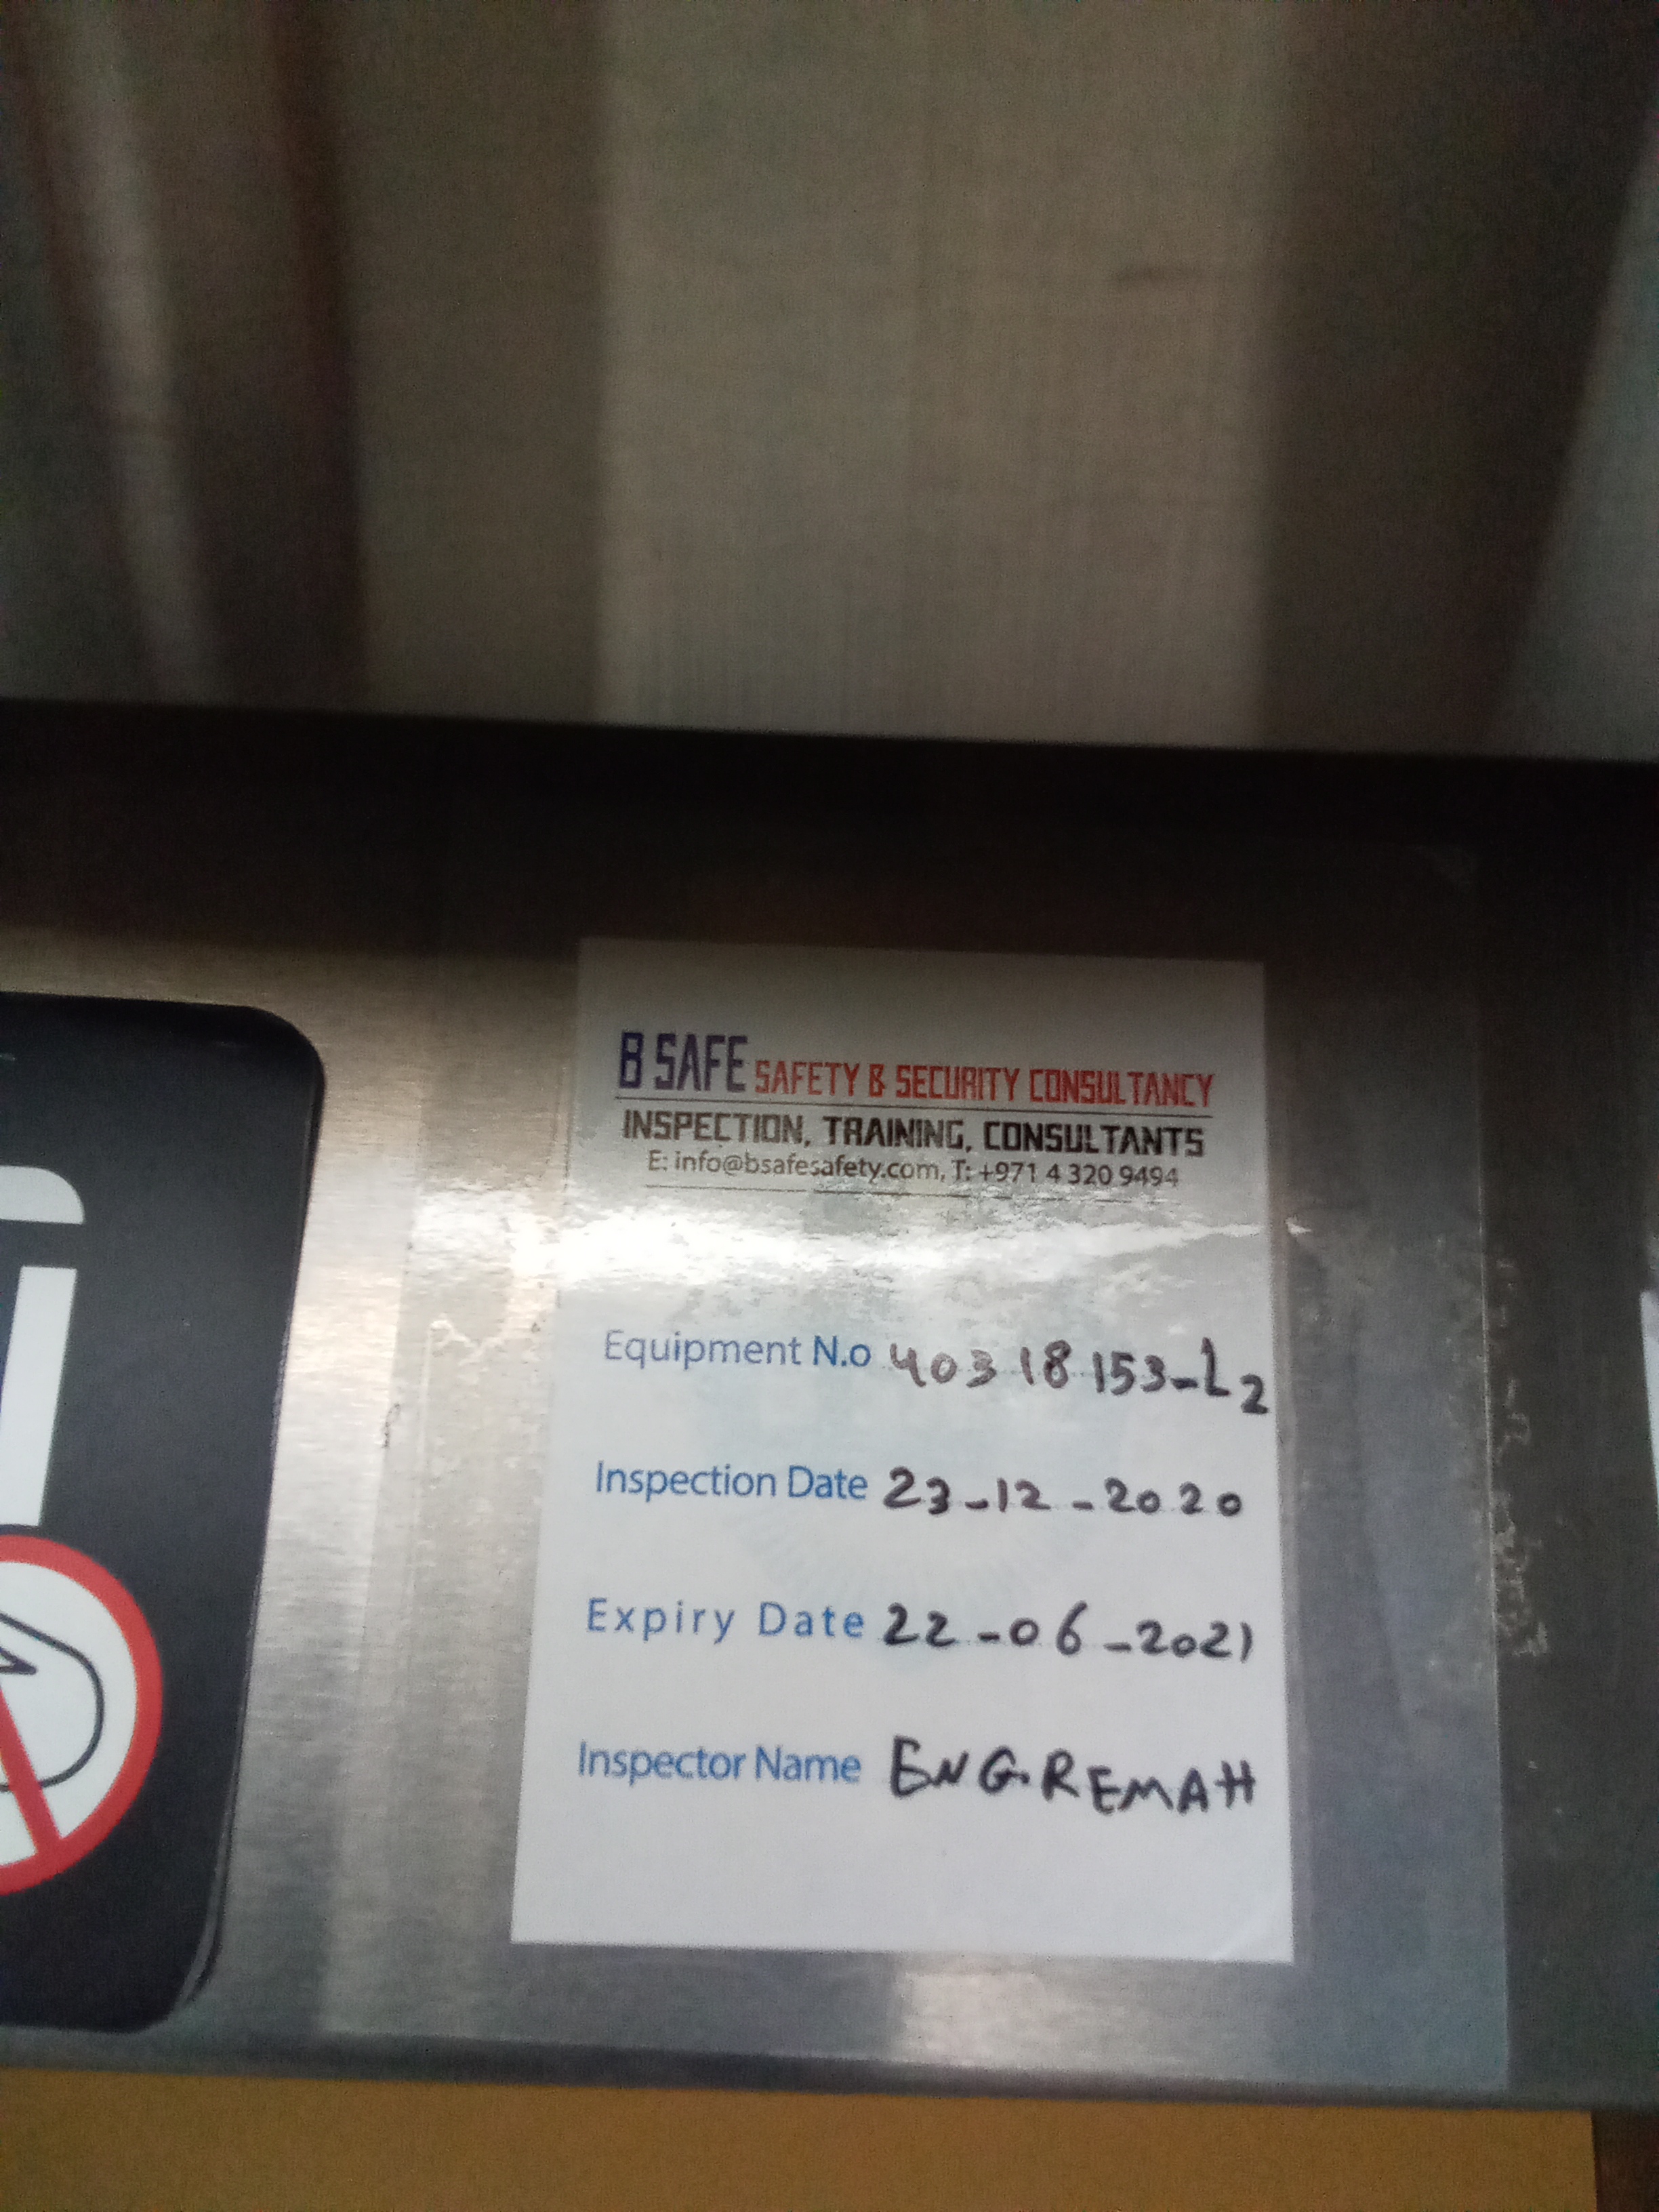 B SAFE SAFETY & SECURITY CONSULTANCY
INSPECTION, TRAINING, CONSULTANTS
E: info@bsafesafety.com, T: +971 4 320 9494
Equipment N.o 40318153-L2
Inspection Date 23-12-2020
Expiry Date 22-06-2021
Inspector Name ENG.REMAH